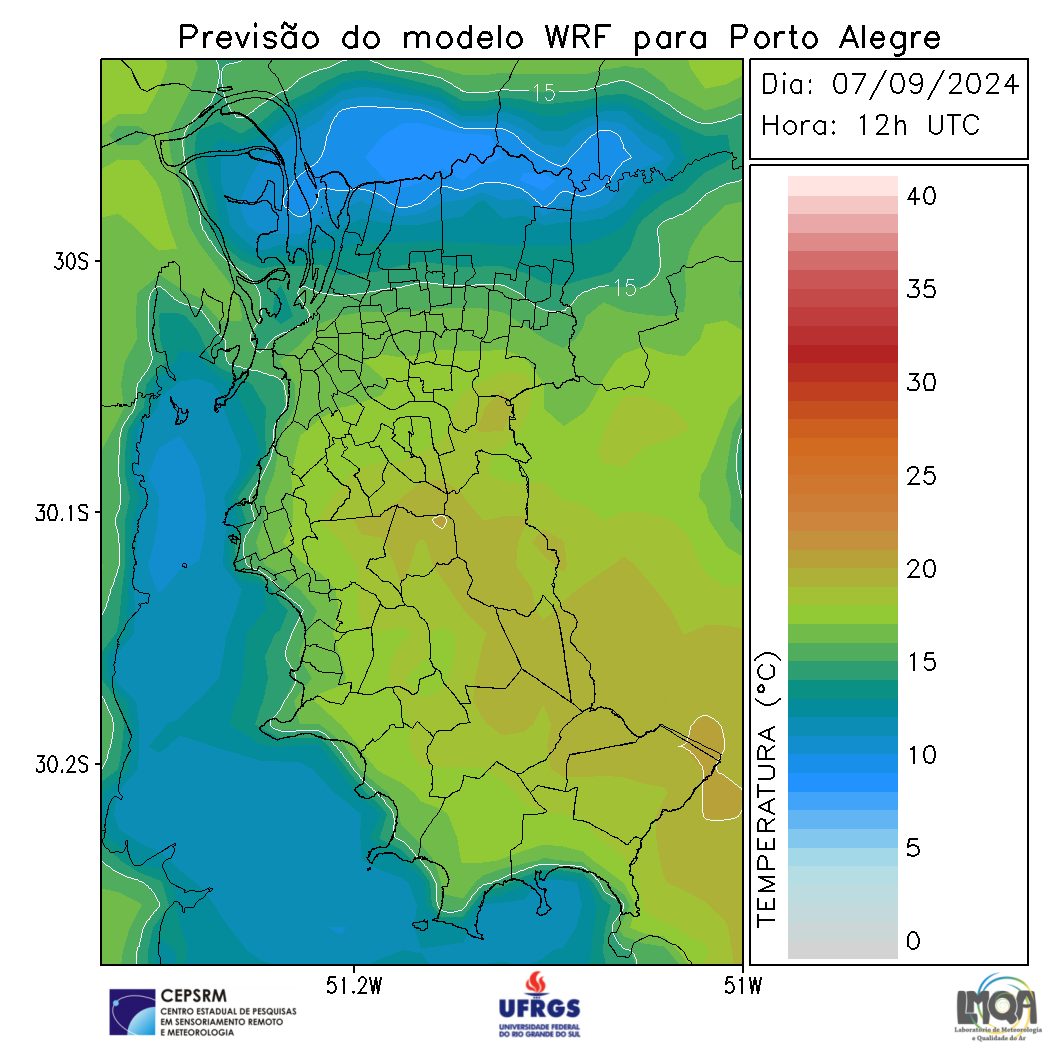 Previsão do modelo WRF para Porto Alegre
Dia: 07/09/2024
Hora: 12h UTC
15
15
30S
30.1S
30.2S
51.2W
51W
TEMPERATURA (°C)
40
35
30
25
20
15
10
5
0
CEPSRM
CENTRO ESTADUAL DE PESQUISAS
EM SENSORIAMENTO REMOTO
E METEOROLOGIA
UFRGS
UNIVERSIDADE FEDERAL
DO RIO GRANDE DO SUL
LMQA
Laboratório de Meteorologia
e Qualidade do Ar